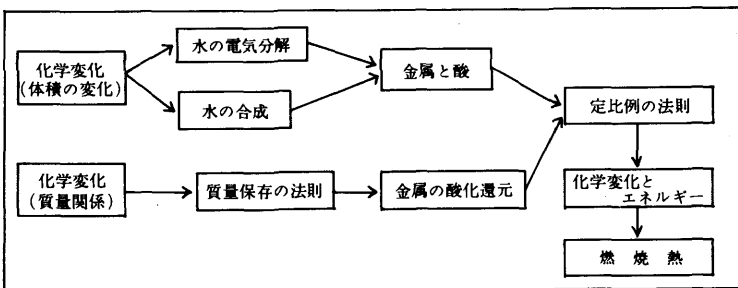 水の電気分解
化学変化
(体積の変化)
金属と酸
水の合成
定比例の法則
化学変化
(質量関係)
質量保存の法則
金属の酸化還元
化学変化と
エネルギー
燃焼熱